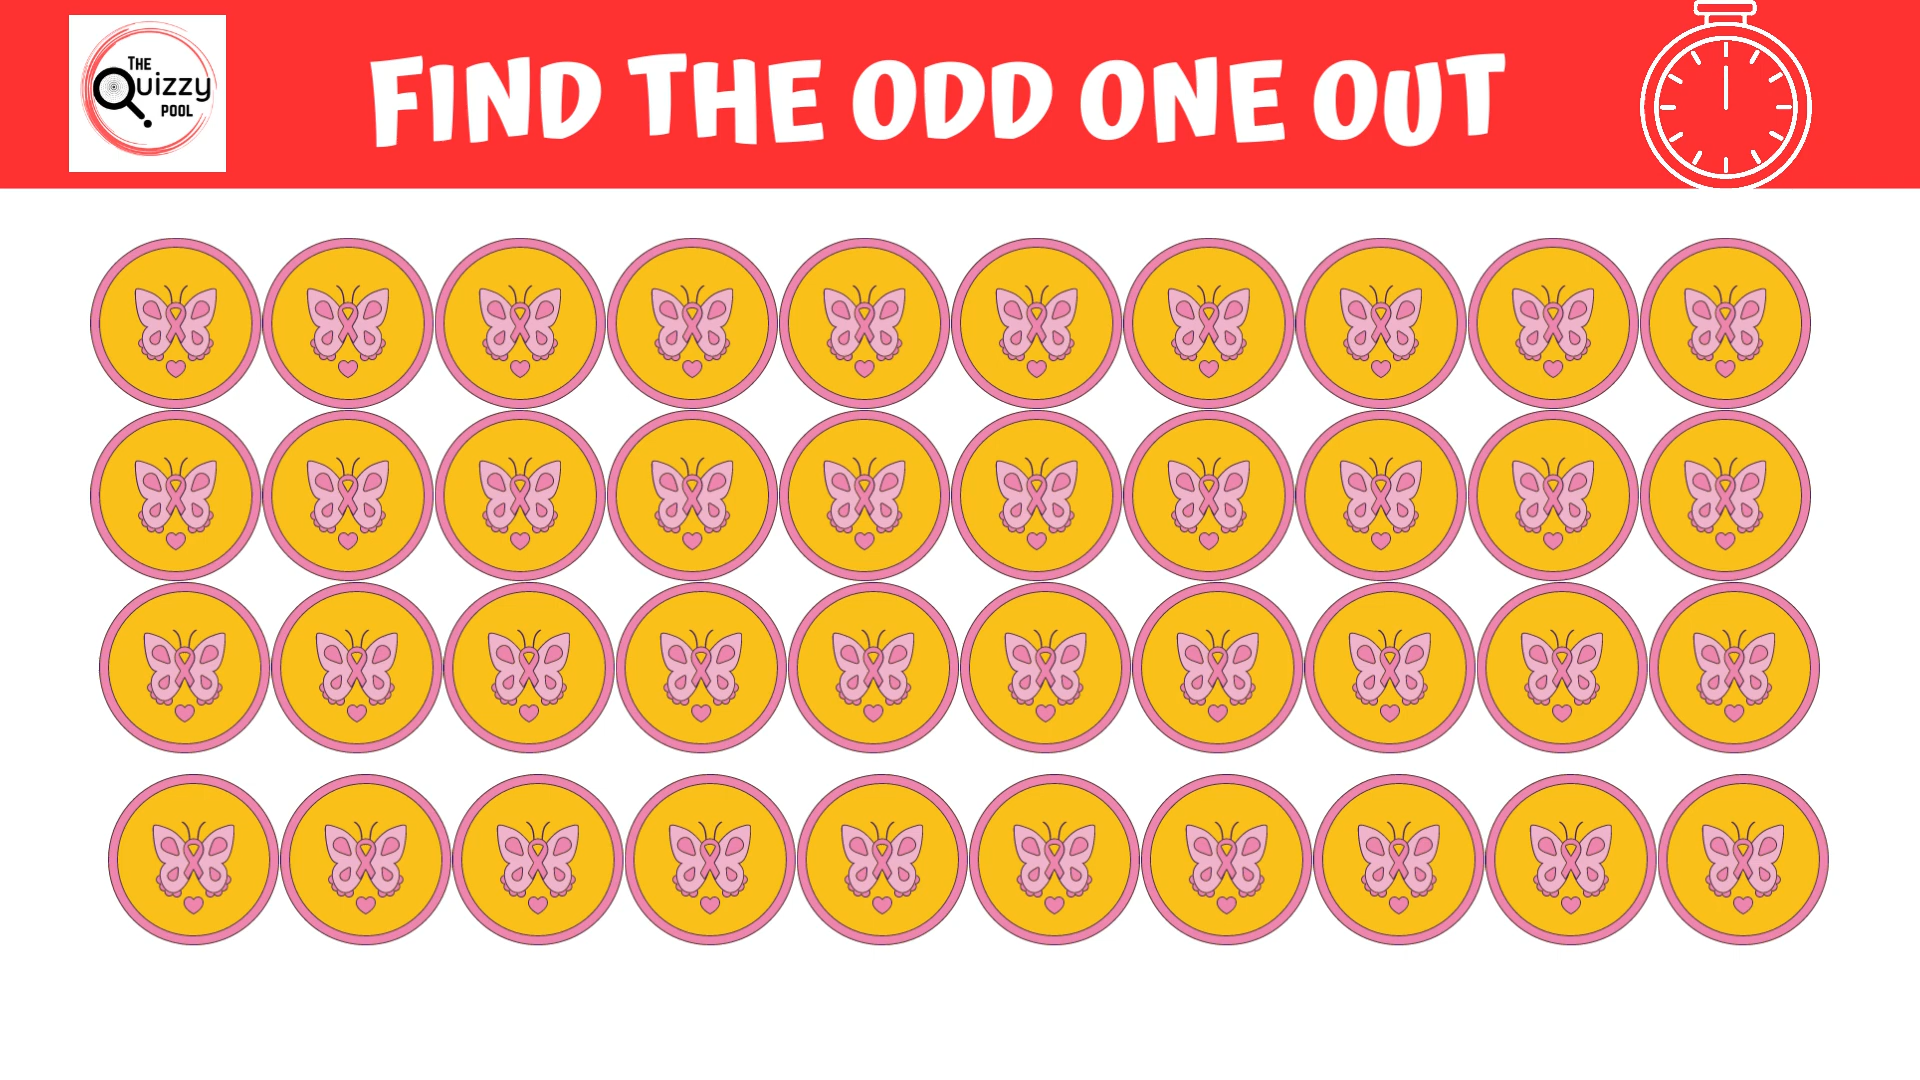 THE
Quizzy
POOL
FIND THE ODD ONE OUT